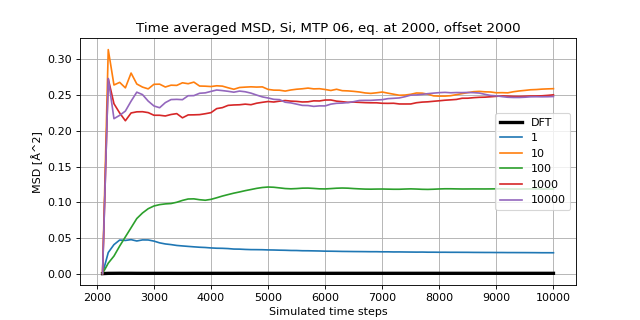 Time averaged MSD, Si, MTP 06, eq. at 2000, offset 2000
MSD [Å^2]
0.30
0.25
0.20
0.15
0.10
0.05
0.00
DFT
1
10
100
1000
10000
2000 3000 4000 5000 6000 7000 8000 9000 10000
Simulated time steps